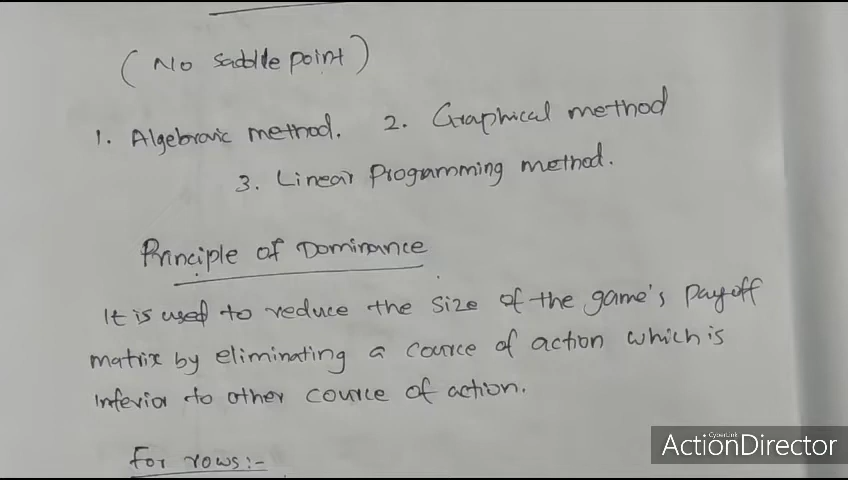 (No saddle point)
1. Algebraic method. 2. Graphical method
3. Linear Programming method.
Principle of Dominance
It is used to reduce the size of the game's payoff
matrix by eliminating a cource of action which is
inferior to other cource of action.
For rows:-
CyberLink
ActionDirector